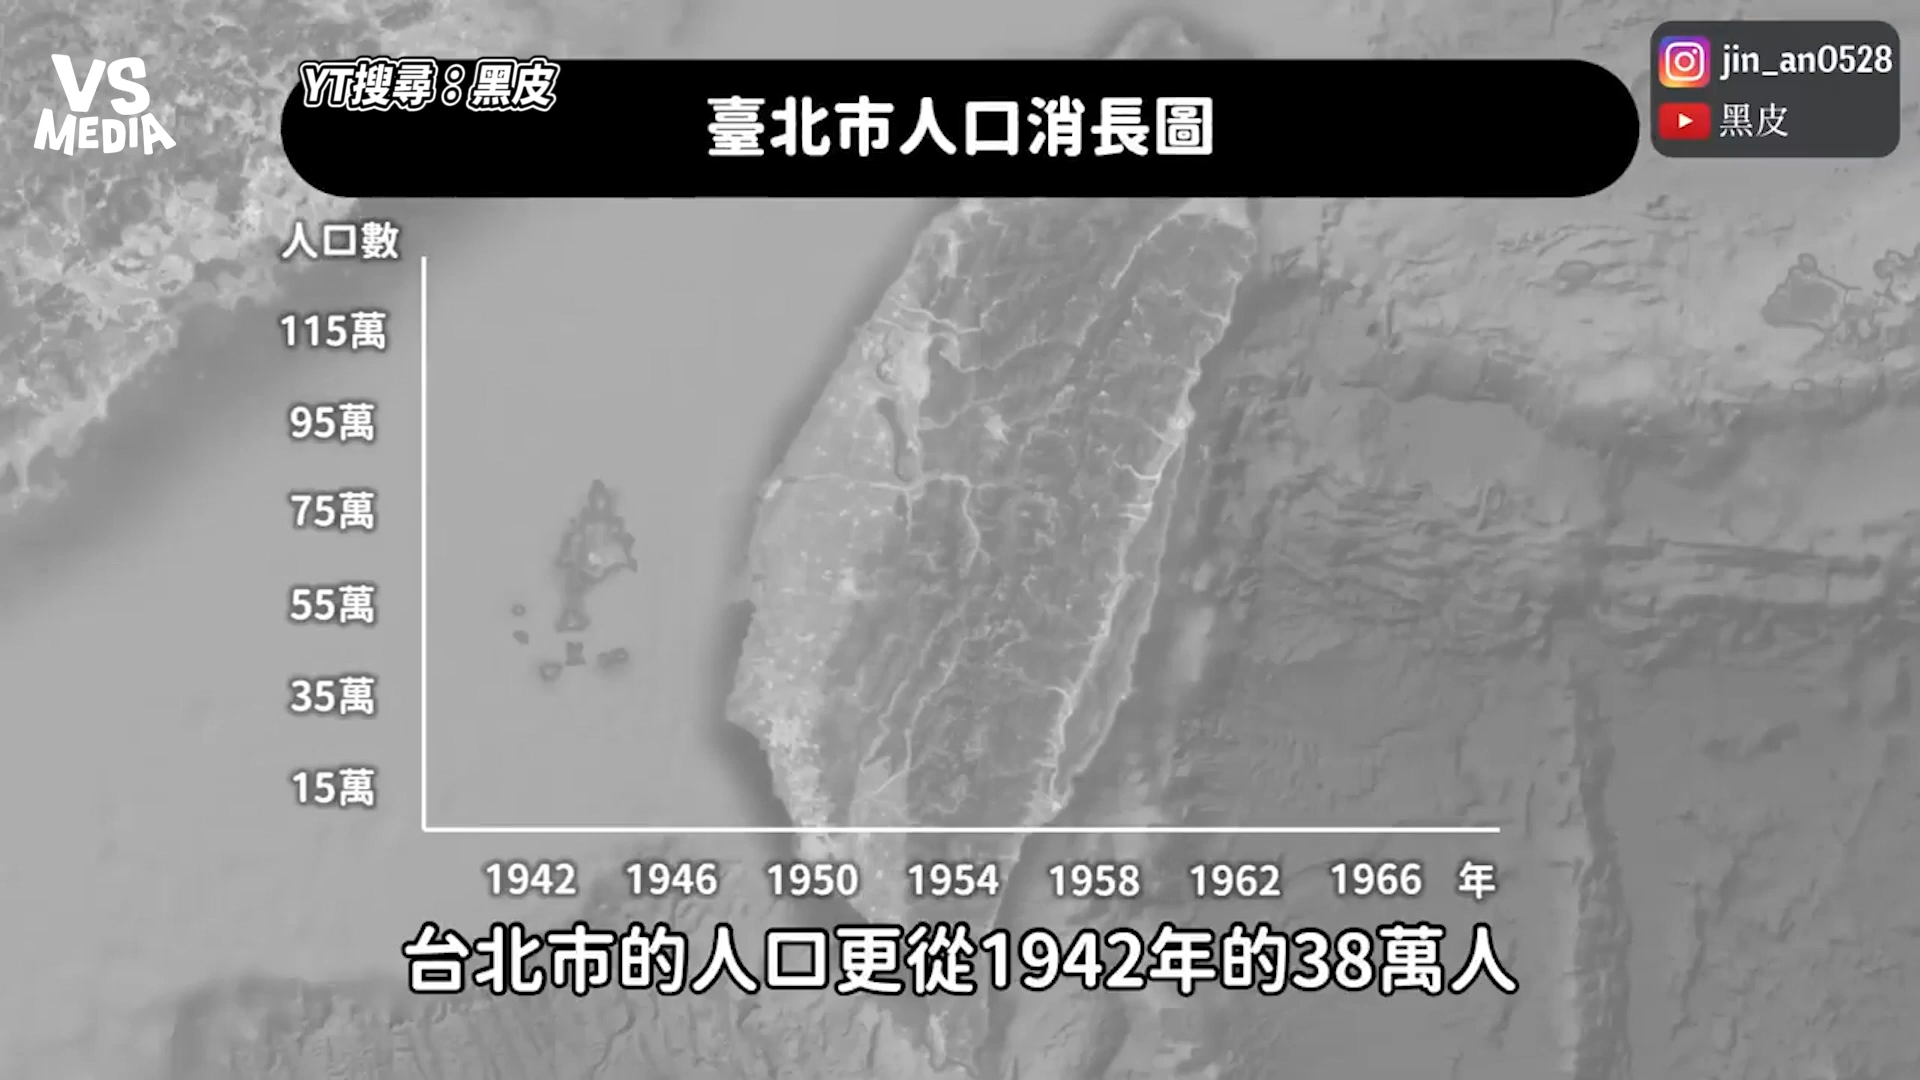 VS
MEDIA
YT搜尋：黑皮
臺北市人口消長圖
jin_an0528
黑皮
人口數
115萬
95萬
75萬
55萬
35萬
15萬
1942 1946 1950 1954 1958 1962 1966 年
台北市的人口更從1942年的38萬人